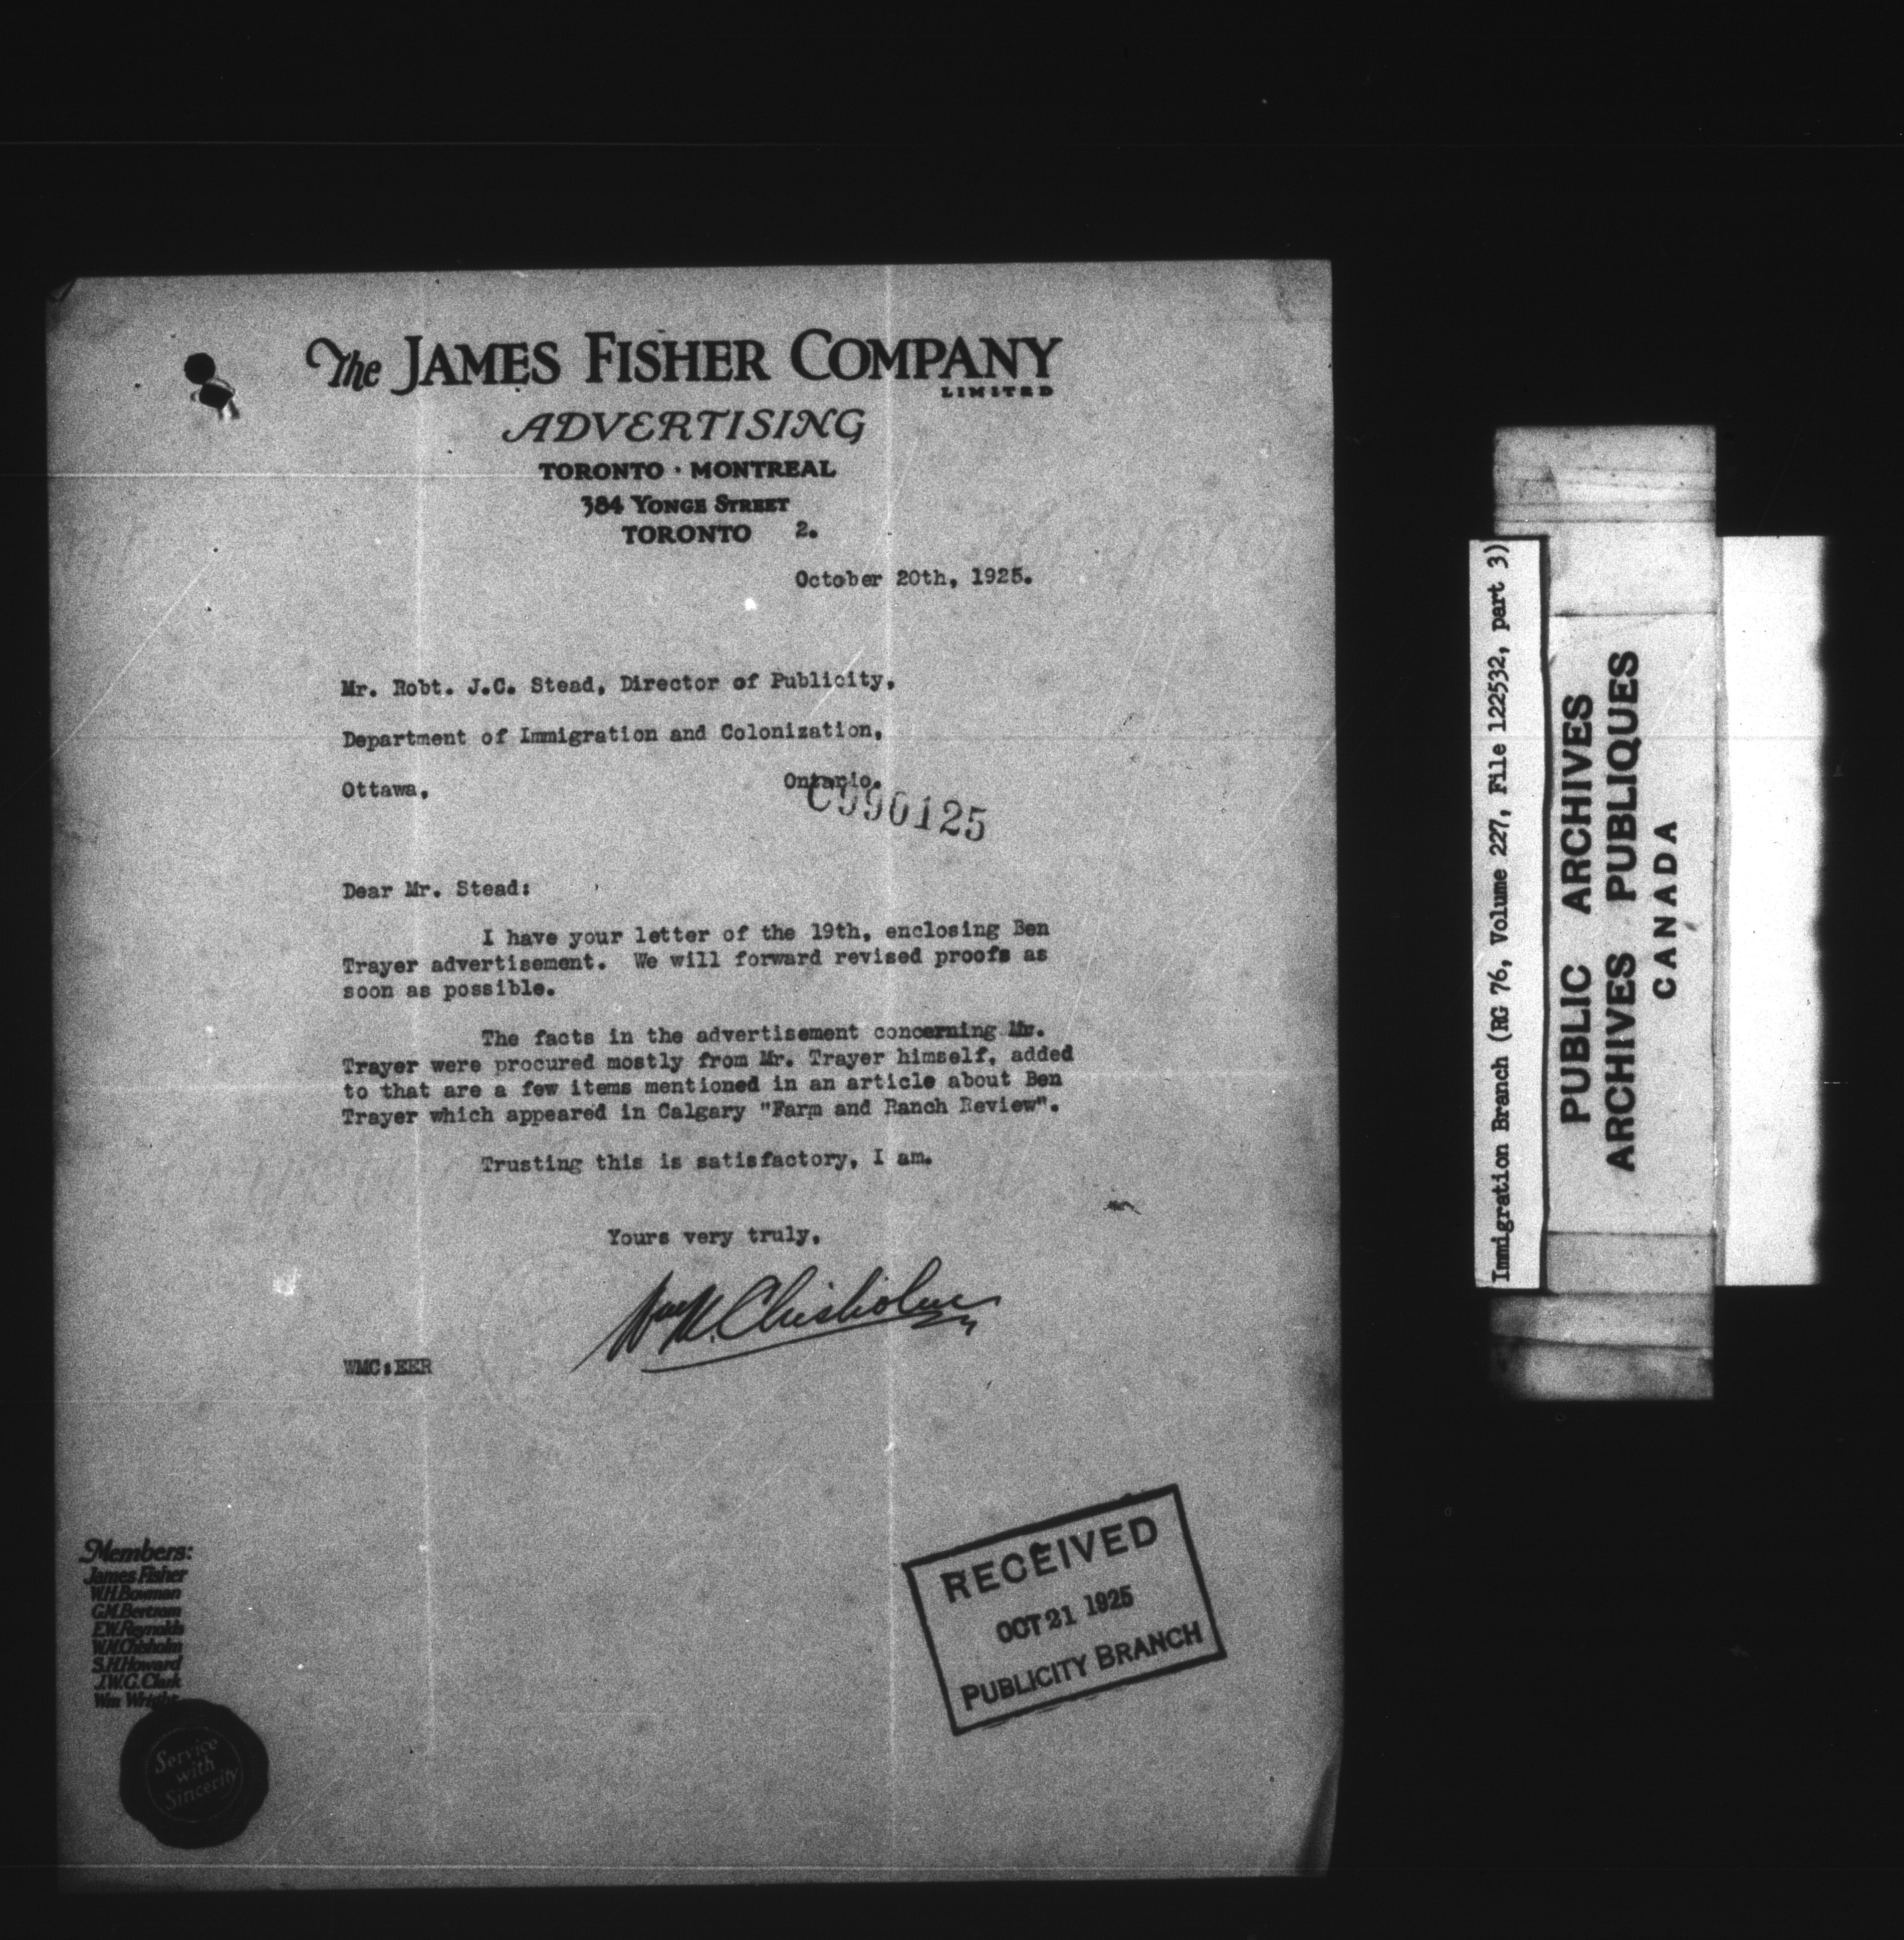 The JAMES FISHER COMPANY
LIMITED
ADVERTISING
TORONTO · MONTREAL
384 YONGE STREET
TORONTO 2.
October 20th, 1925.
Mr. Robt. J.C. Stead, Director of Publicity,
Department of Immigration and Colonization,
Ottawa, Ontario.
C990125
Dear Mr. Stead:
I have your letter of the 19th, enclosing Ben
Trayer advertisement. We will forward revised proofs as
soon as possible.
The facts in the advertisement concerning Mr.
Trayer were procured mostly from Mr. Trayer himself, added
to that are a few items mentioned in an article about Ben
Trayer which appeared in Calgary "Farm and Ranch Review".
Trusting this is satisfactory, I am.
Yours very truly,
Wm M. Chisholm
WMC:EER
RECEIVED
OCT 21 1925
PUBLICITY BRANCH
Members:
James Fisher
W.H. Bowman
G.M. Bertram
E.W. Reynolds
W.M. Chisholm
S.H. Howard
J.W.G. Clark
Wm Wright
Service
with
Sincerity
Immigration Branch (RG 76, Volume 227, File 122532, part 3)
PUBLIC ARCHIVES
ARCHIVES PUBLIQUES
CANADA